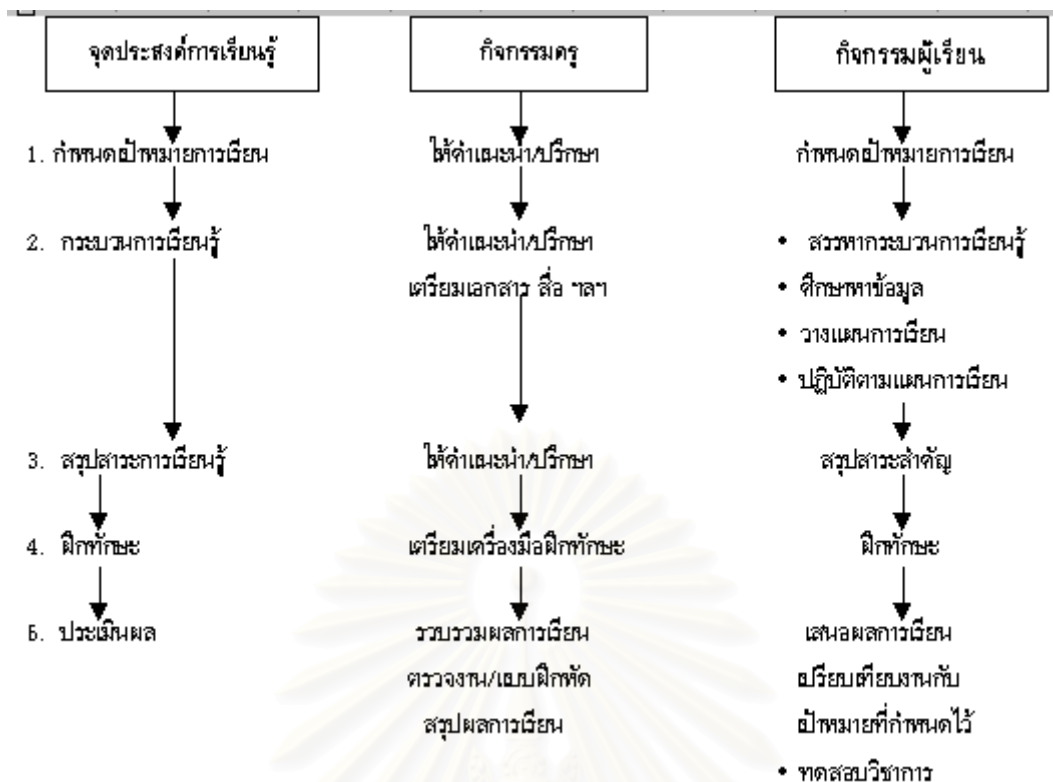 จุดประสงค์การเรียนรู้
กิจกรรมครู
กิจกรรมผู้เรียน
1. กำหนดเป้าหมายการเรียน
ให้คำแนะนำ/ปรึกษา
กำหนดเป้าหมายการเรียน
2. กระบวนการเรียนรู้
ให้คำแนะนำ/ปรึกษา
• สรรหากระบวนการเรียนรู้
เตรียมเอกสาร สื่อ ฯลฯ
• ศึกษาหาข้อมูล
• วางแผนการเรียน
• ปฏิบัติตามแผนการเรียน
3. สรุปสาระการเรียนรู้
ให้คำแนะนำ/ปรึกษา
สรุปสาระสำคัญ
4. ฝึกทักษะ
เตรียมเครื่องมือฝึกทักษะ
ฝึกทักษะ
5. ประเมินผล
รวบรวมผลการเรียน
เสนอผลการเรียน
ตรวจงาน/แบบฝึกหัด
เปรียบเทียบงานกับ
สรุปผลการเรียน
เป้าหมายที่กำหนดไว้
• ทดสอบวิชาการ